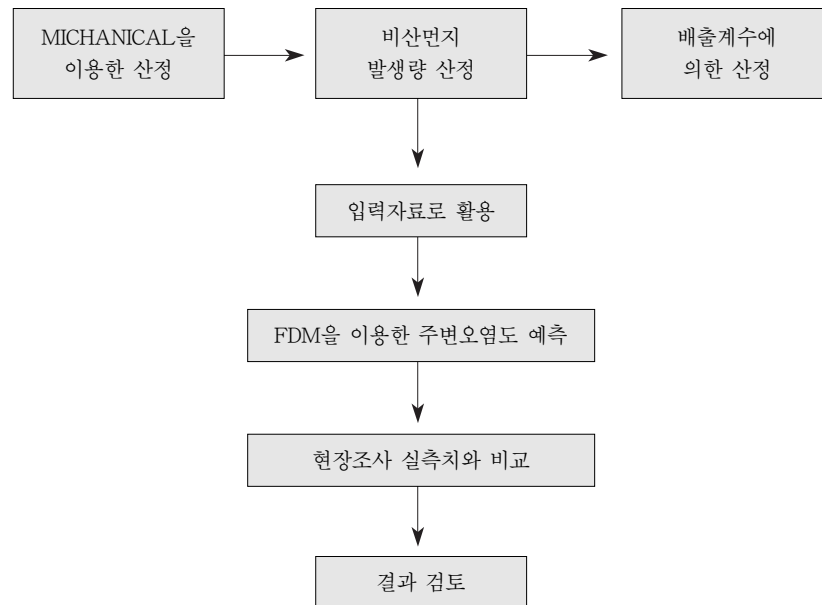 MICHANICAL을
이용한 산정
비산먼지
발생량 산정
배출계수에
의한 산정
입력자료로 활용
FDM을 이용한 주변오염도 예측
현장조사 실측치와 비교
결과 검토